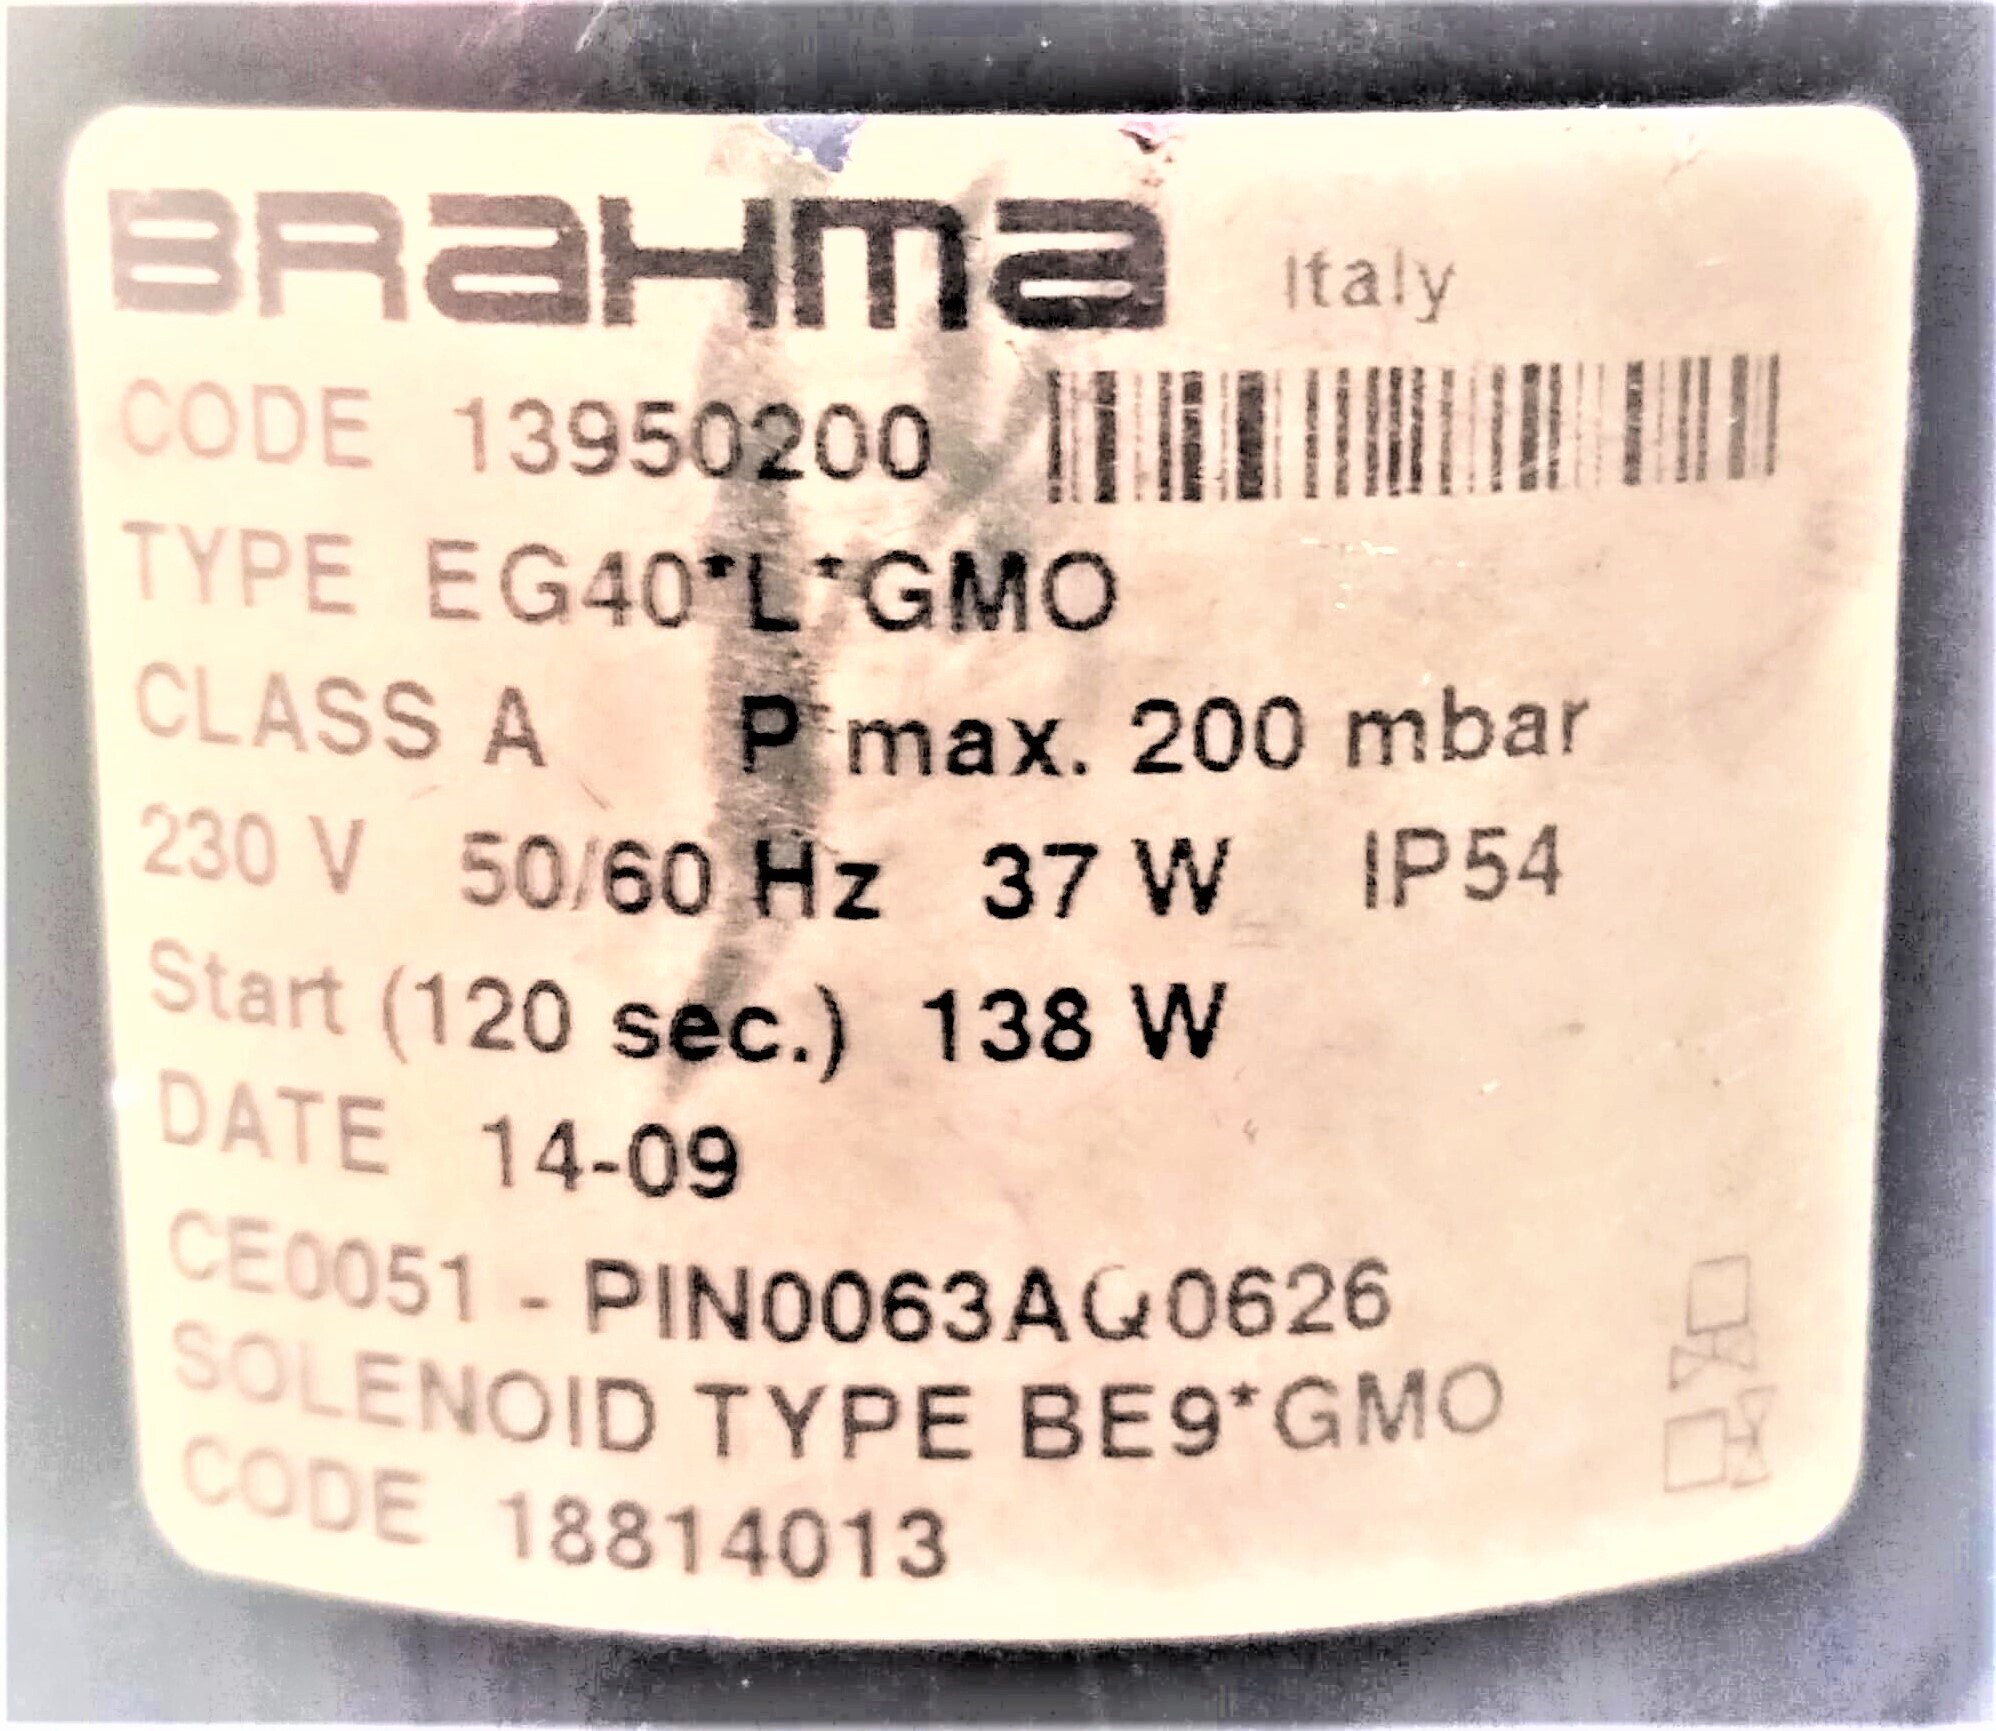 BRaHMa Italy
CODE 13950200
TYPE EG40*L*GMO
CLASS A P max. 200 mbar
230 V 50/60 Hz 37 W IP54
Start (120 sec.) 138 W
DATE 14-09
CE0051 - PIN0063AQ0626
SOLENOID TYPE BE9*GMO
CODE 18814013